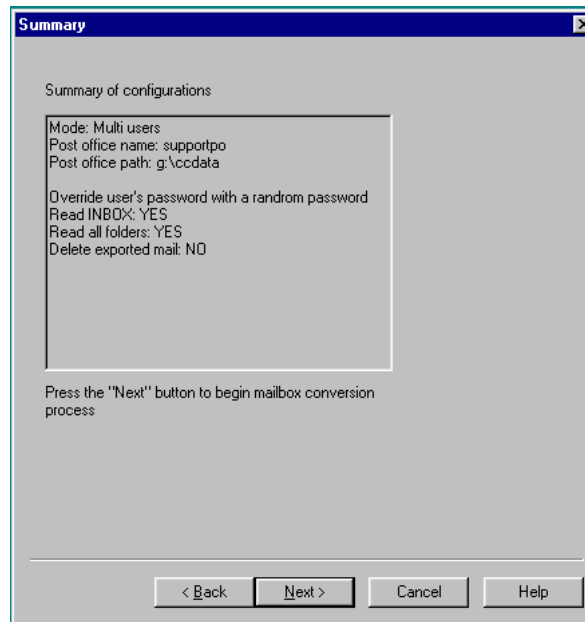 Summary
Summary of configurations
Mode: Multi users
Post office name: supportpo
Post office path: g:\ccdata
Override user's password with a randrom password
Read INBOX: YES
Read all folders: YES
Delete exported mail: NO
Press the "Next" button to begin mailbox conversion
process
< Back Next > Cancel Help